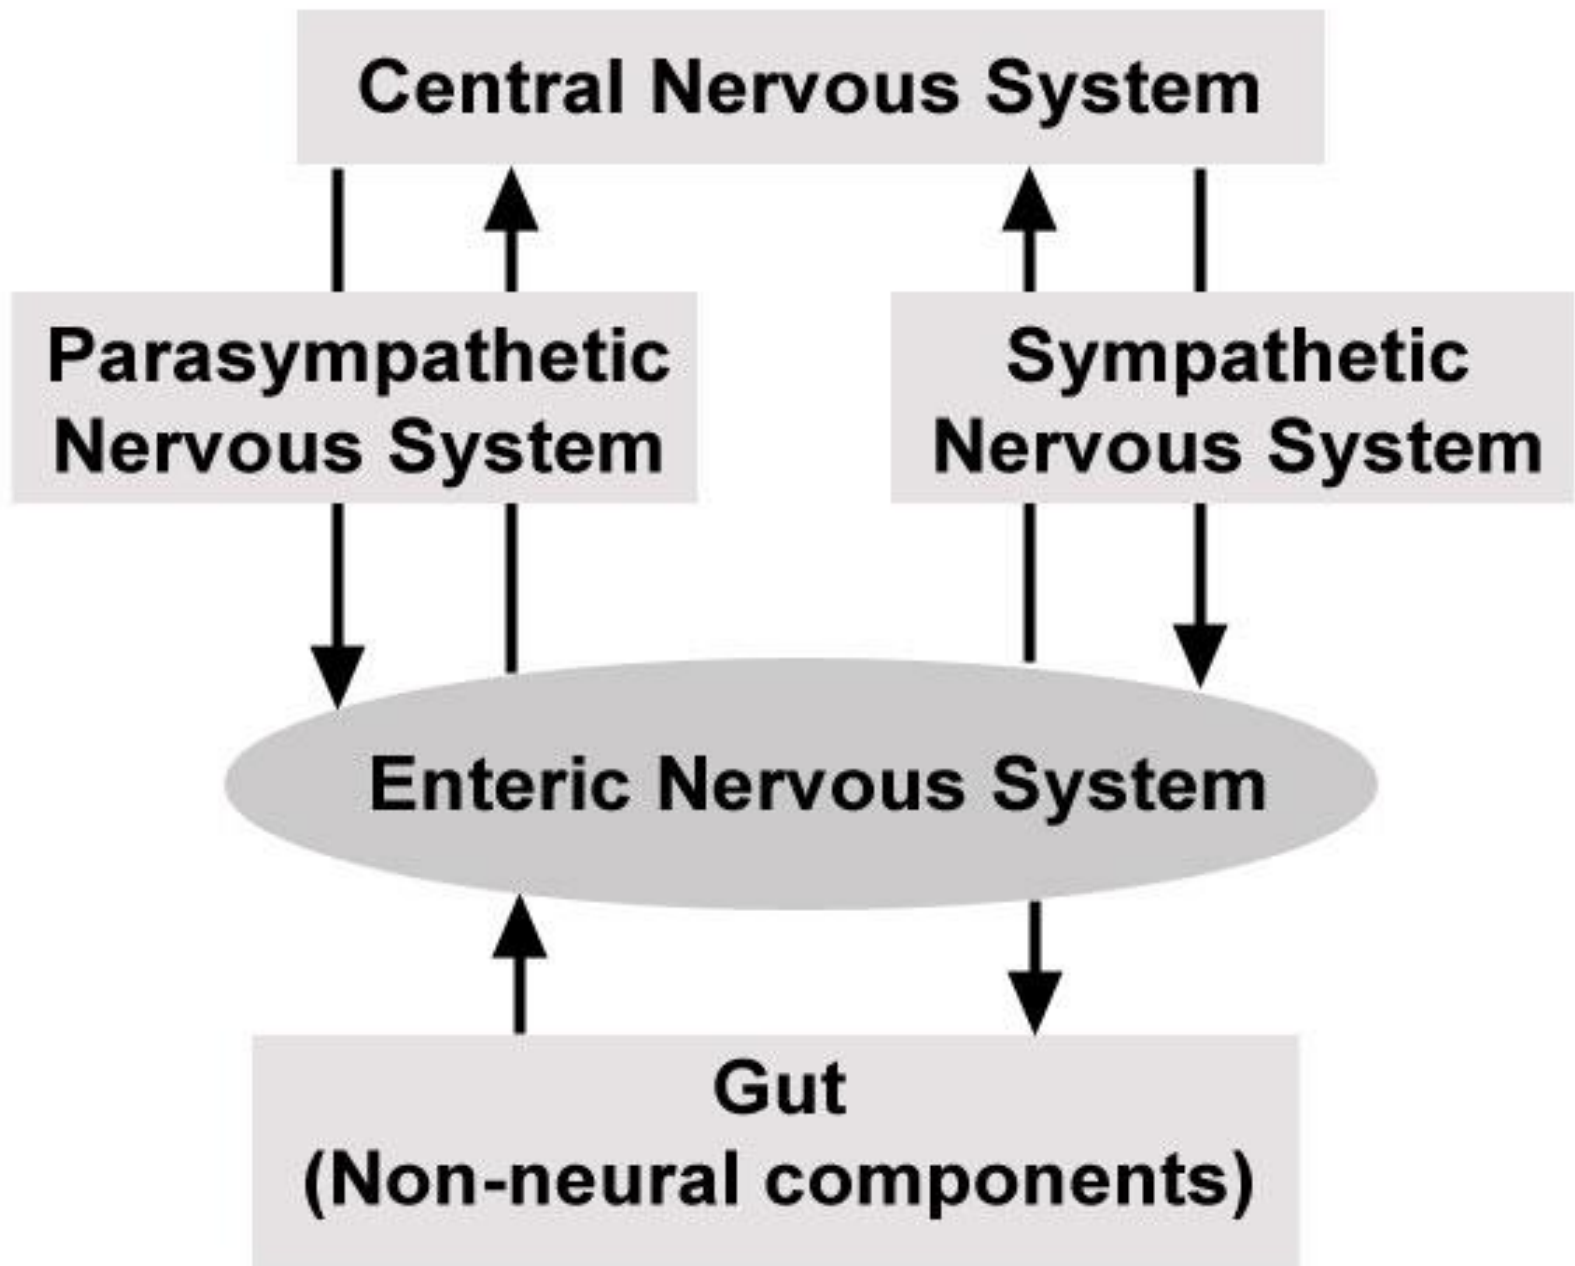 Central Nervous System
Parasympathetic
Nervous System
Sympathetic
Nervous System
Enteric Nervous System
Gut
(Non-neural components)